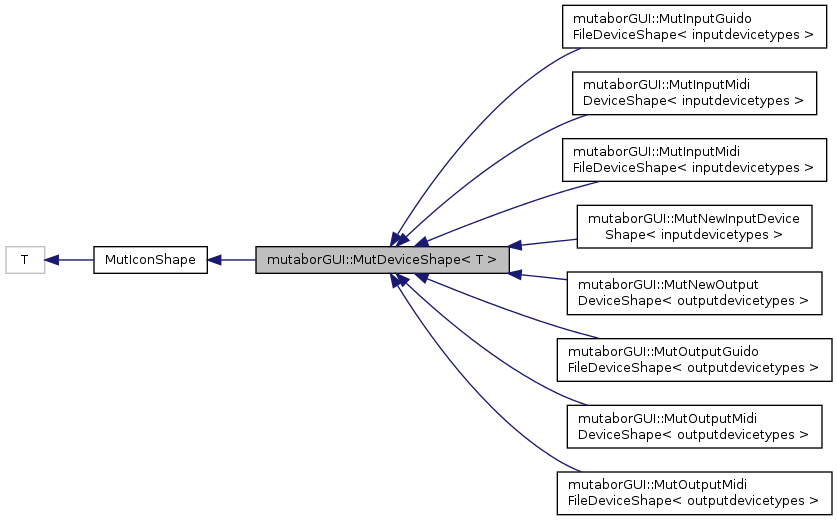 mutaborGUI::MutInputGuido
FileDeviceShape< inputdevicetypes >
mutaborGUI::MutInputMidi
DeviceShape< inputdevicetypes >
mutaborGUI::MutInputMidi
FileDeviceShape< inputdevicetypes >
mutaborGUI::MutNewInputDevice
Shape< inputdevicetypes >
T
MutIconShape
mutaborGUI::MutDeviceShape< T >
mutaborGUI::MutNewOutput
DeviceShape< outputdevicetypes >
mutaborGUI::MutOutputGuido
FileDeviceShape< outputdevicetypes >
mutaborGUI::MutOutputMidi
DeviceShape< outputdevicetypes >
mutaborGUI::MutOutputMidi
FileDeviceShape< outputdevicetypes >